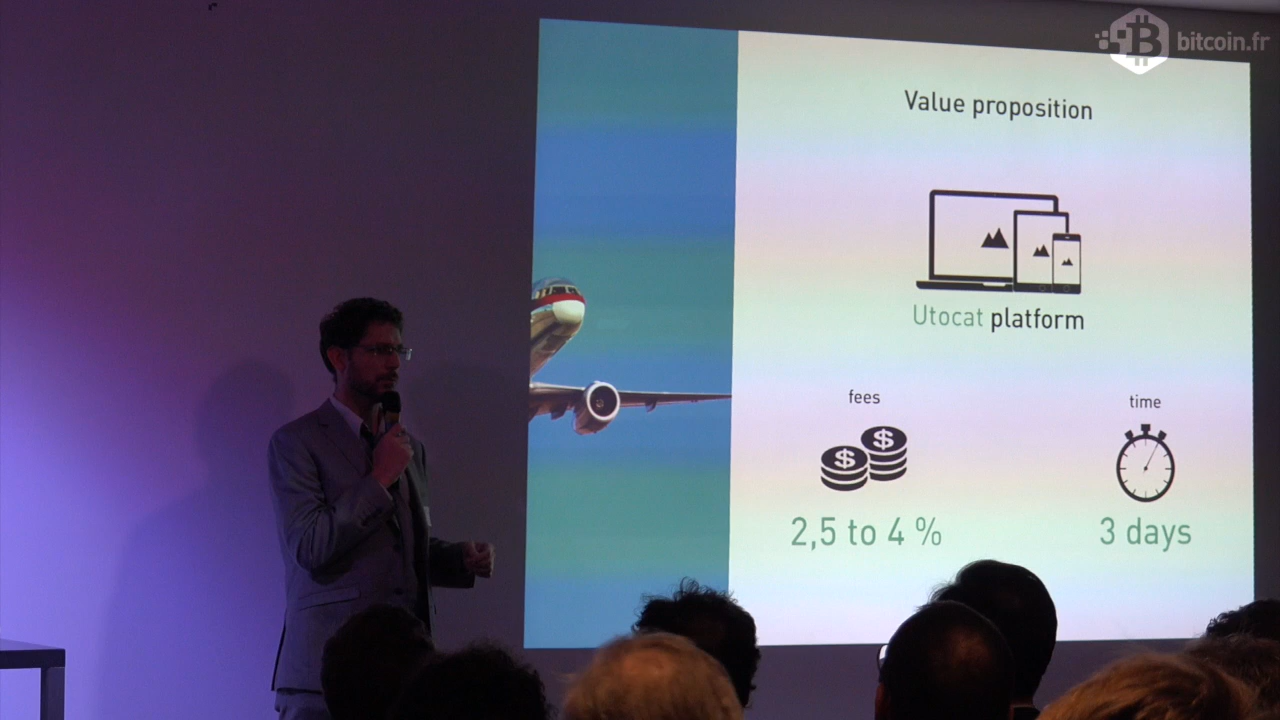 bitcoin.fr
Value proposition
Utocat platform
fees
time
$
$
2,5 to 4 %
3 days